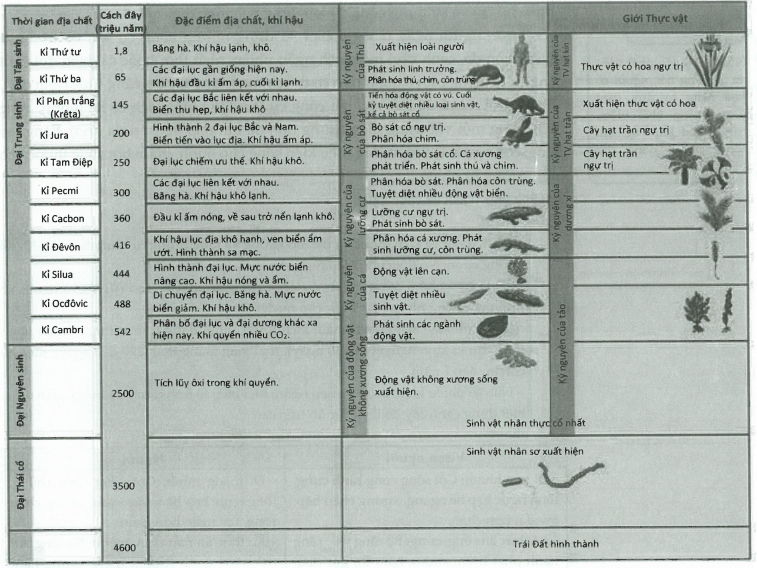 Thời gian địa chất
Cách đây
(triệu năm)
Đặc điểm địa chất, khí hậu
Giới Thực vật
Đại Tân sinh
Kỉ Thứ tư
1,8
Băng hà. Khí hậu lạnh, khô.
Kỷ nguyên
của Thú
Xuất hiện loài người
Kỷ nguyên của
TV hạt kín
Thực vật có hoa ngự trị
Kỉ Thứ ba
65
Các đại lục gần giống hiện nay.
Khí hậu đầu kỉ ấm áp, cuối kỉ lạnh.
Phát sinh linh trưởng.
Phân hóa thú, chim, côn trùng
Đại Trung sinh
Kỉ Phấn trắng
(Krêta)
145
Các đại lục Bắc liên kết với nhau.
Biển thu hẹp, khí hậu khô
Kỷ nguyên
của bò sát
Tiến hóa động vật có vú. Cuối
kỷ tuyệt diệt nhiều loại sinh vật,
kể cả bò sát cổ
Kỷ nguyên của
TV hạt trần
Xuất hiện thực vật có hoa
Kỉ Jura
200
Hình thành 2 đại lục Bắc và Nam.
Biển tiến vào lục địa. Khí hậu ấm áp.
Bò sát cổ ngự trị.
Phân hóa chim.
Cây hạt trần ngự trị
Kỉ Tam Điệp
250
Đại lục chiếm ưu thế. Khí hậu khô.
Phân hóa bò sát cổ. Cá xương
phát triển. Phát sinh thú và chim.
Cây hạt trần
ngự trị
Kỉ Pecmi
300
Các đại lục liên kết với nhau.
Băng hà. Khí hậu khô lạnh.
Kỷ nguyên của
lưỡng cư
Phân hóa bò sát. Phân hóa côn trùng.
Tuyệt diệt nhiều động vật biển.
Kỷ nguyên của
dương xỉ
Kỉ Cacbon
360
Đầu kỉ ấm nóng, về sau trở nên lạnh khô.
Lưỡng cư ngự trị.
Phát sinh bò sát.
Kỉ Đêvôn
416
Khí hậu lục địa khô hanh, ven biển ẩm
ướt. Hình thành sa mạc.
Phân hóa cá xương. Phát
sinh lưỡng cư, côn trùng.
Kỉ Silua
444
Hình thành đại lục. Mực nước biển
nâng cao. Khí hậu nóng và ẩm.
Kỷ nguyên
của cá
Động vật lên cạn.
Kỷ nguyên của tảo
Kỉ Ocđôvic
488
Di chuyển đại lục. Băng hà. Mực nước
biển giảm. Khí hậu khô.
Tuyệt diệt nhiều
sinh vật.
Kỉ Cambri
542
Phân bố đại lục và đại dương khác xa
hiện nay. Khí quyển nhiều CO₂.
Kỷ nguyên của động vật
không xương sống
Phát sinh các ngành
động vật.
Đại Nguyên sinh
2500
Tích lũy ôxi trong khí quyển.
Động vật không xương sống
xuất hiện.
Sinh vật nhân thực cổ nhất
Đại Thái cổ
3500
Sinh vật nhân sơ xuất hiện
4600
Trái Đất hình thành